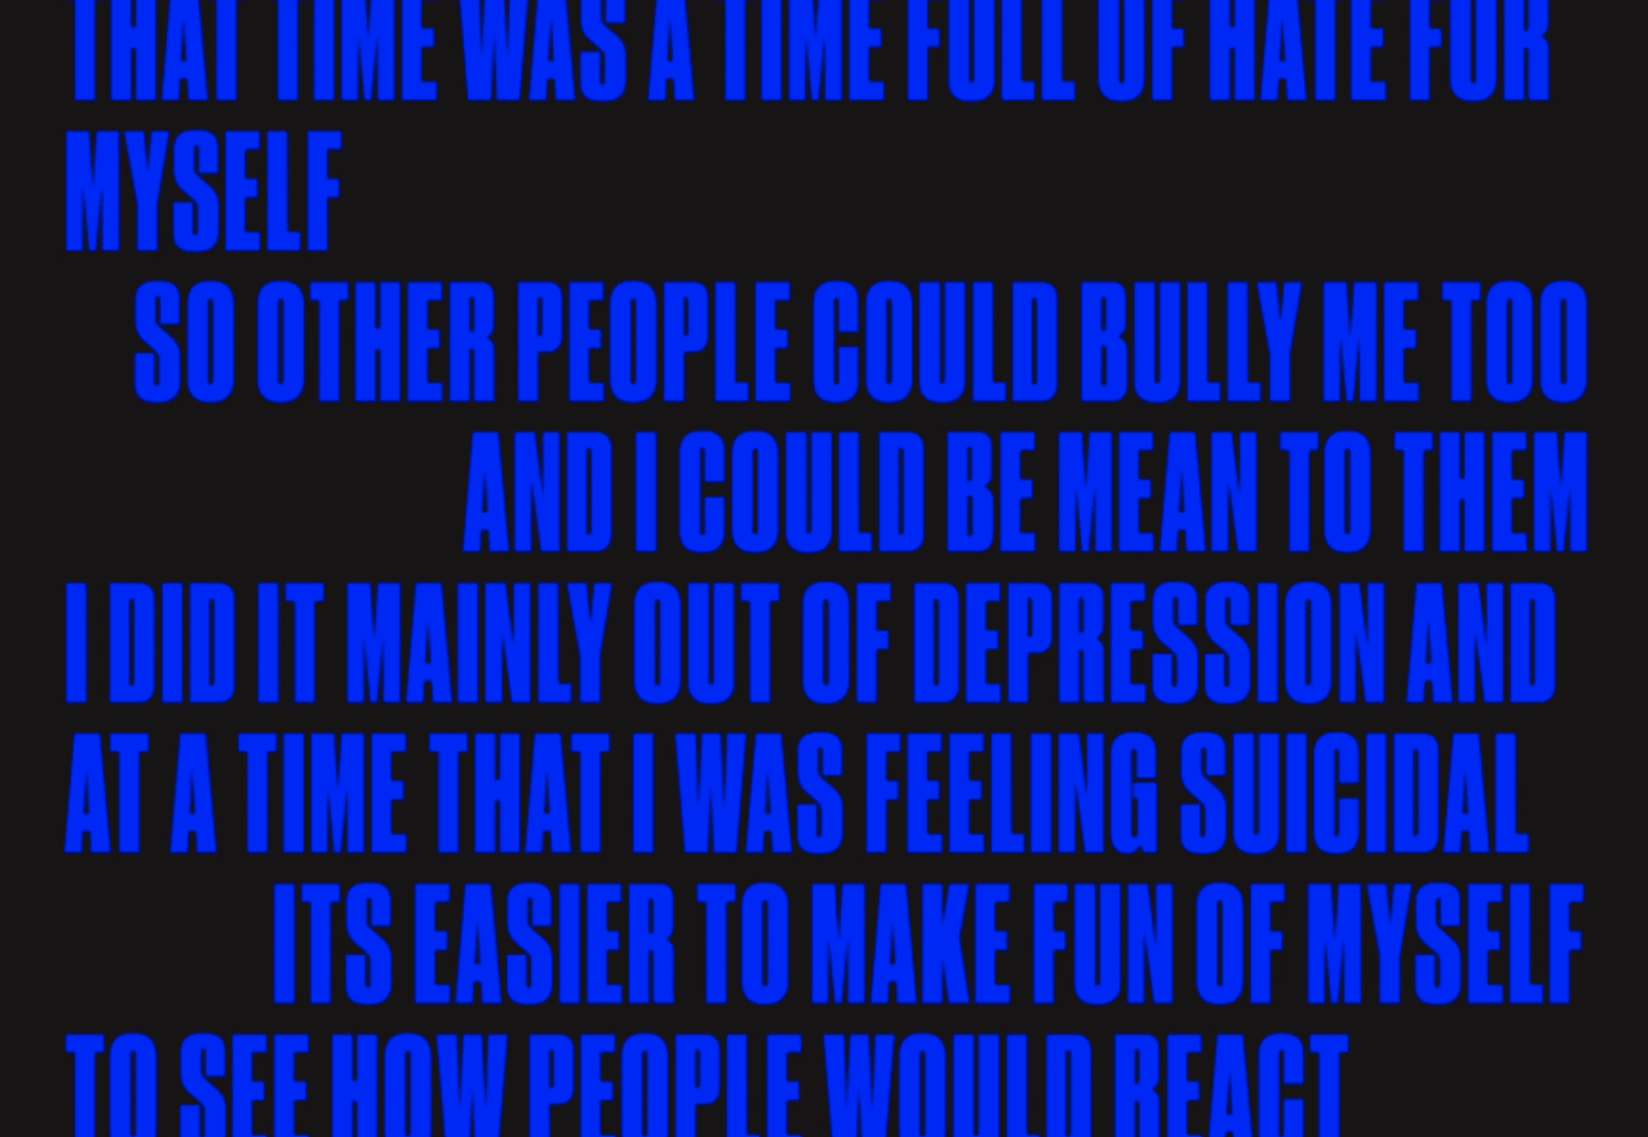 THAT TIME WAS A TIME FULL OF HATE FOR
MYSELF
SO OTHER PEOPLE COULD BULLY ME TOO
AND I COULD BE MEAN TO THEM
I DID IT MAINLY OUT OF DEPRESSION AND
AT A TIME THAT I WAS FEELING SUICIDAL
ITS EASIER TO MAKE FUN OF MYSELF
TO SEE HOW PEOPLE WOULD REACT